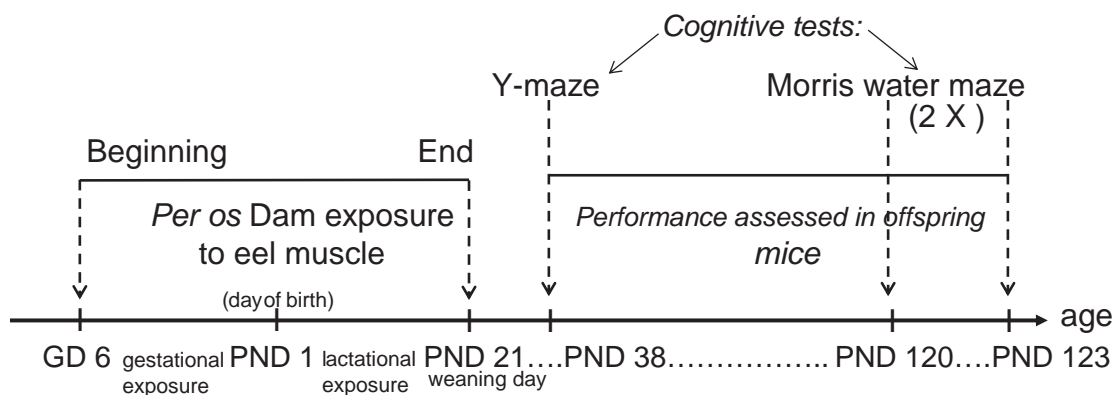 Cognitive tests:
Y-maze
Morris water maze
(2 X )
Beginning
End
Per os Dam exposure
to eel muscle
Performance assessed in offspring
mice
(day of birth)
age
GD 6 gestational exposure PND 1 lactational exposure PND 21....PND 38.................. PND 120....PND 123
weaning day